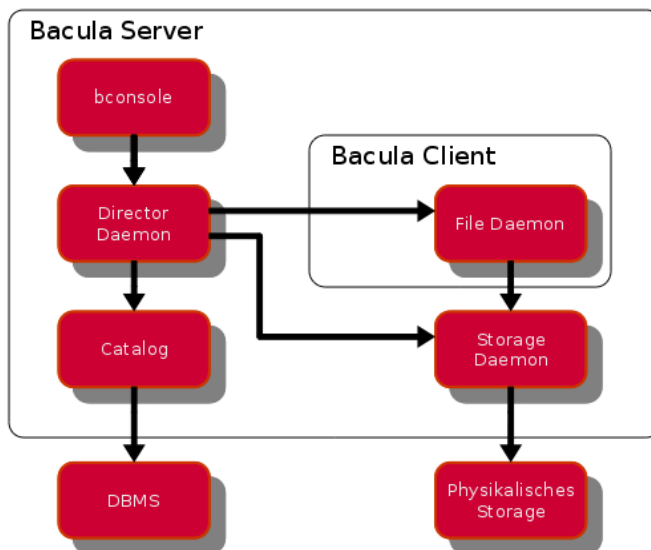 Bacula Server
bconsole
Bacula Client
Director
Daemon
File Daemon
Catalog
Storage
Daemon
DBMS
Physikalisches
Storage